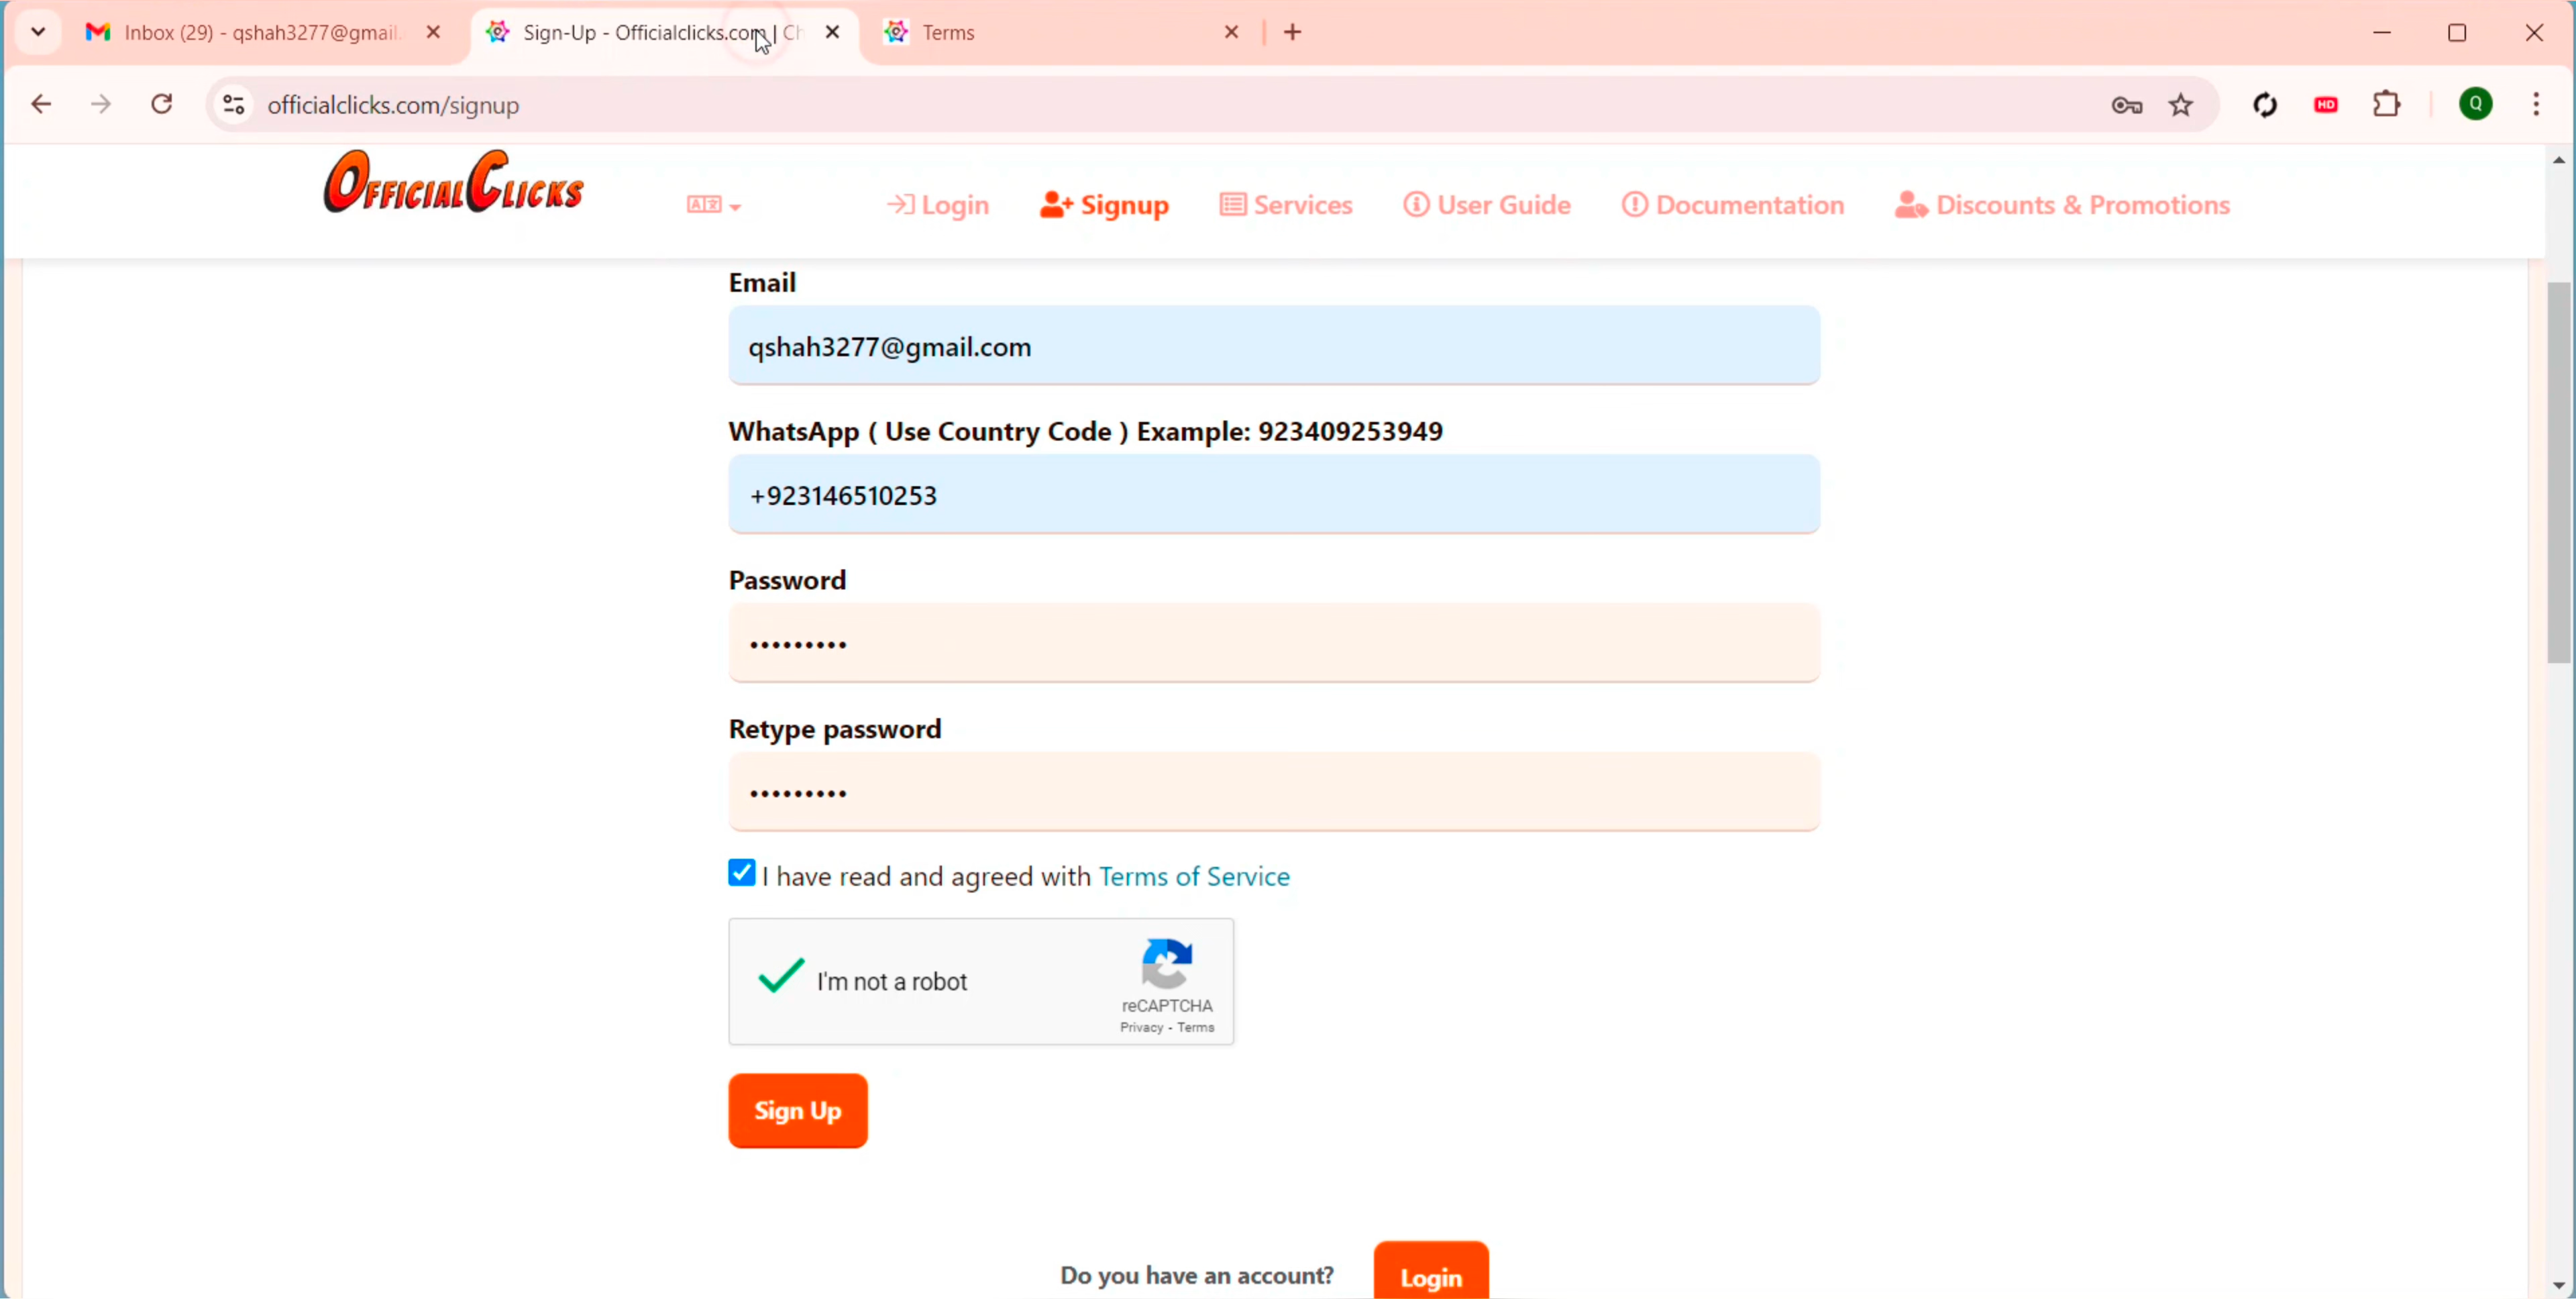 Inbox (29) - qshah3277@gmail.
Sign-Up - Officialclicks.com | Ch
Terms
officialclicks.com/signup
HD
Q
OfficialClicks
Login
Signup
Services
User Guide
Documentation
Discounts & Promotions
Email
qshah3277@gmail.com
WhatsApp ( Use Country Code ) Example: 923409253949
+923146510253
Password
•••••••••
Retype password
•••••••••
I have read and agreed with Terms of Service
I'm not a robot
reCAPTCHA
Privacy - Terms
Sign Up
Do you have an account?
Login